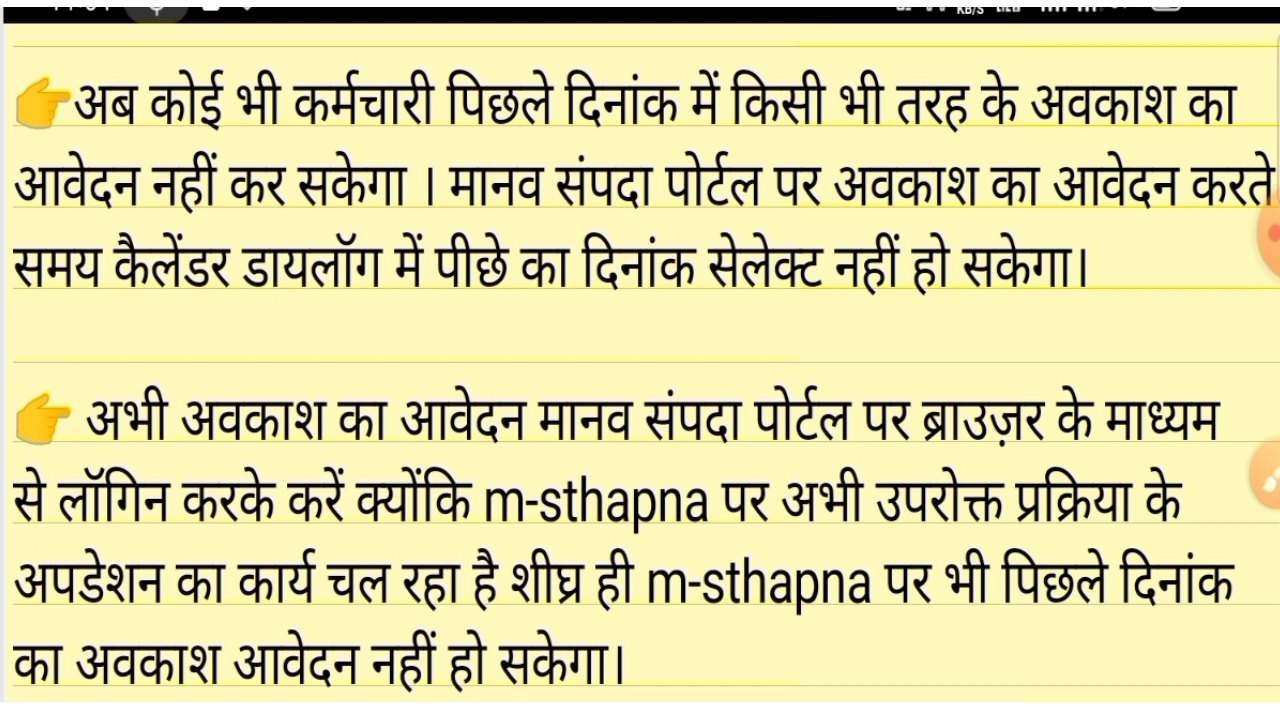 KB/S
👉अब कोई भी कर्मचारी पिछले दिनांक में किसी भी तरह के अवकाश का
आवेदन नहीं कर सकेगा । मानव संपदा पोर्टल पर अवकाश का आवेदन करते
समय कैलेंडर डायलॉग में पीछे का दिनांक सेलेक्ट नहीं हो सकेगा।
👉 अभी अवकाश का आवेदन मानव संपदा पोर्टल पर ब्राउज़र के माध्यम
से लॉगिन करके करें क्योंकि m-sthapna पर अभी उपरोक्त प्रक्रिया के
अपडेशन का कार्य चल रहा है शीघ्र ही m-sthapna पर भी पिछले दिनांक
का अवकाश आवेदन नहीं हो सकेगा।